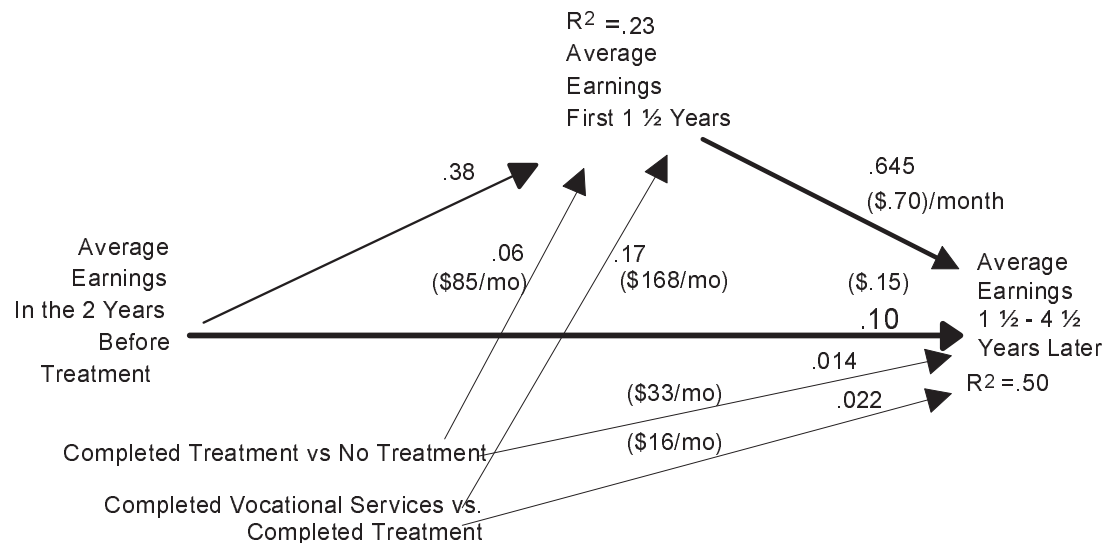 R² =.23
Average
Earnings
First 1 ½ Years
.38
.645
($.70)/month
Average
Earnings
In the 2 Years
Before
Treatment
.06
($85/mo)
.17
($168/mo)
($.15)
.10
Average
Earnings
1 ½ - 4 ½
Years Later
R² =.50
.014
($33/mo)
.022
($16/mo)
Completed Treatment vs No Treatment
Completed Vocational Services vs.
Completed Treatment